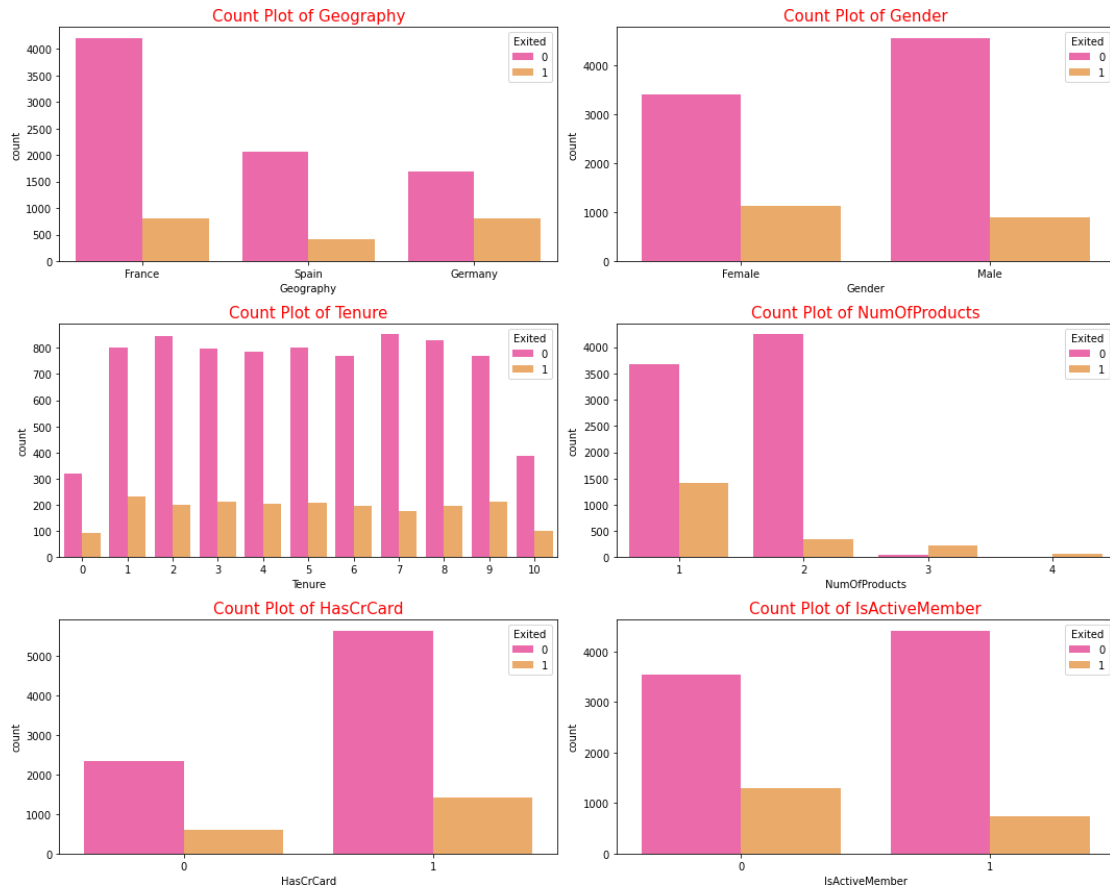 Count Plot of Geography
Exited
0
1
4000
3500
3000
2500
2000
1500
1000
500
0
count
France Spain Germany
Geography
Count Plot of Gender
Exited
0
1
4000
3000
2000
1000
0
count
Female Male
Gender
Count Plot of Tenure
Exited
0
1
800
700
600
500
400
300
200
100
0
count
0 1 2 3 4 5 6 7 8 9 10
Tenure
Count Plot of NumOfProducts
Exited
0
1
4000
3500
3000
2500
2000
1500
1000
500
0
count
1 2 3 4
NumOfProducts
Count Plot of HasCrCard
Exited
0
1
5000
4000
3000
2000
1000
0
count
0 1
HasCrCard
Count Plot of IsActiveMember
Exited
0
1
4000
3000
2000
1000
0
count
0 1
IsActiveMember